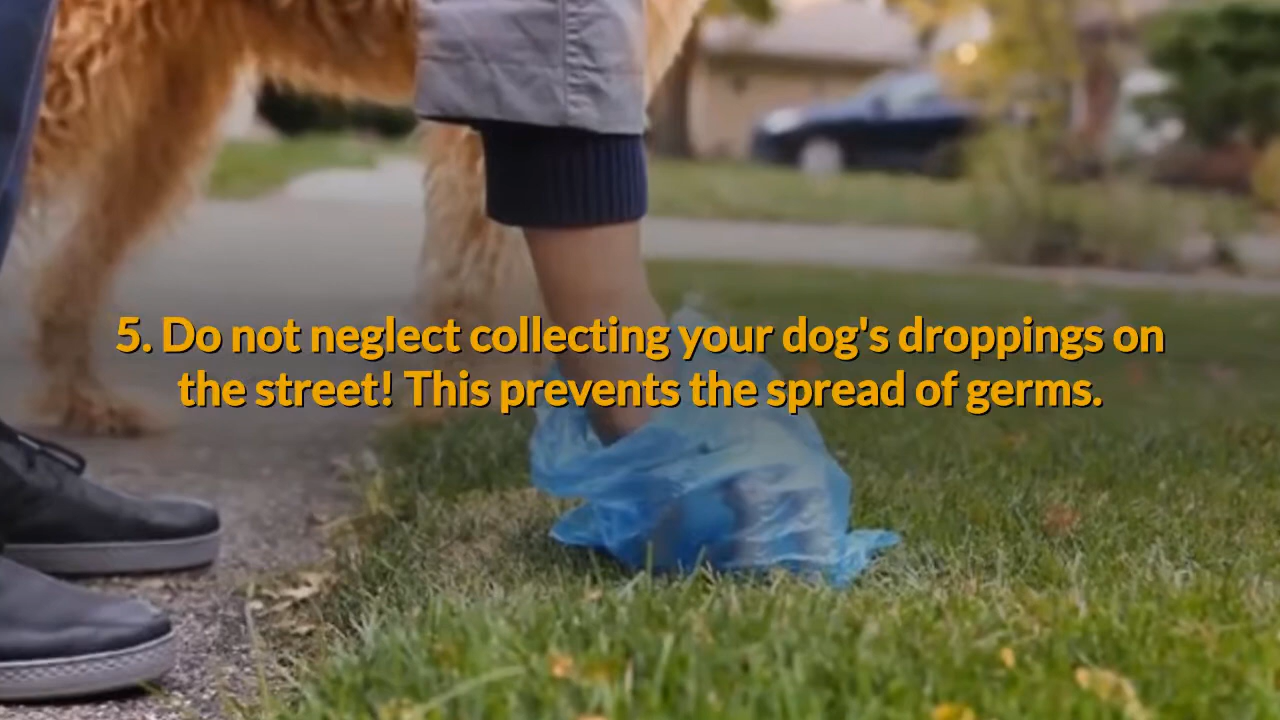 5. Do not neglect collecting your dog's droppings on
the street! This prevents the spread of germs.